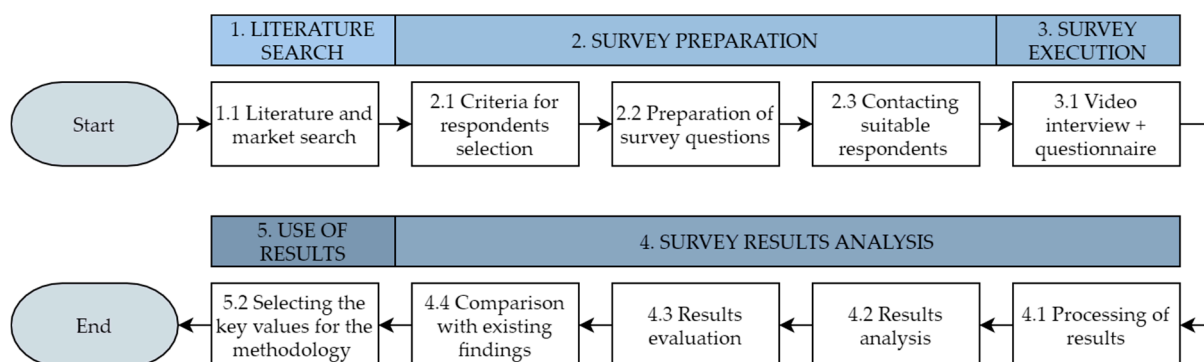 1. LITERATURE
SEARCH
2. SURVEY PREPARATION
3. SURVEY
EXECUTION
Start
1.1 Literature and
market search
2.1 Criteria for
respondents
selection
2.2 Preparation of
survey questions
2.3 Contacting
suitable
respondents
3.1 Video
interview +
questionnaire
5. USE OF
RESULTS
4. SURVEY RESULTS ANALYSIS
End
5.2 Selecting the
key values for the
methodology
4.4 Comparison
with existing
findings
4.3 Results
evaluation
4.2 Results
analysis
4.1 Processing of
results